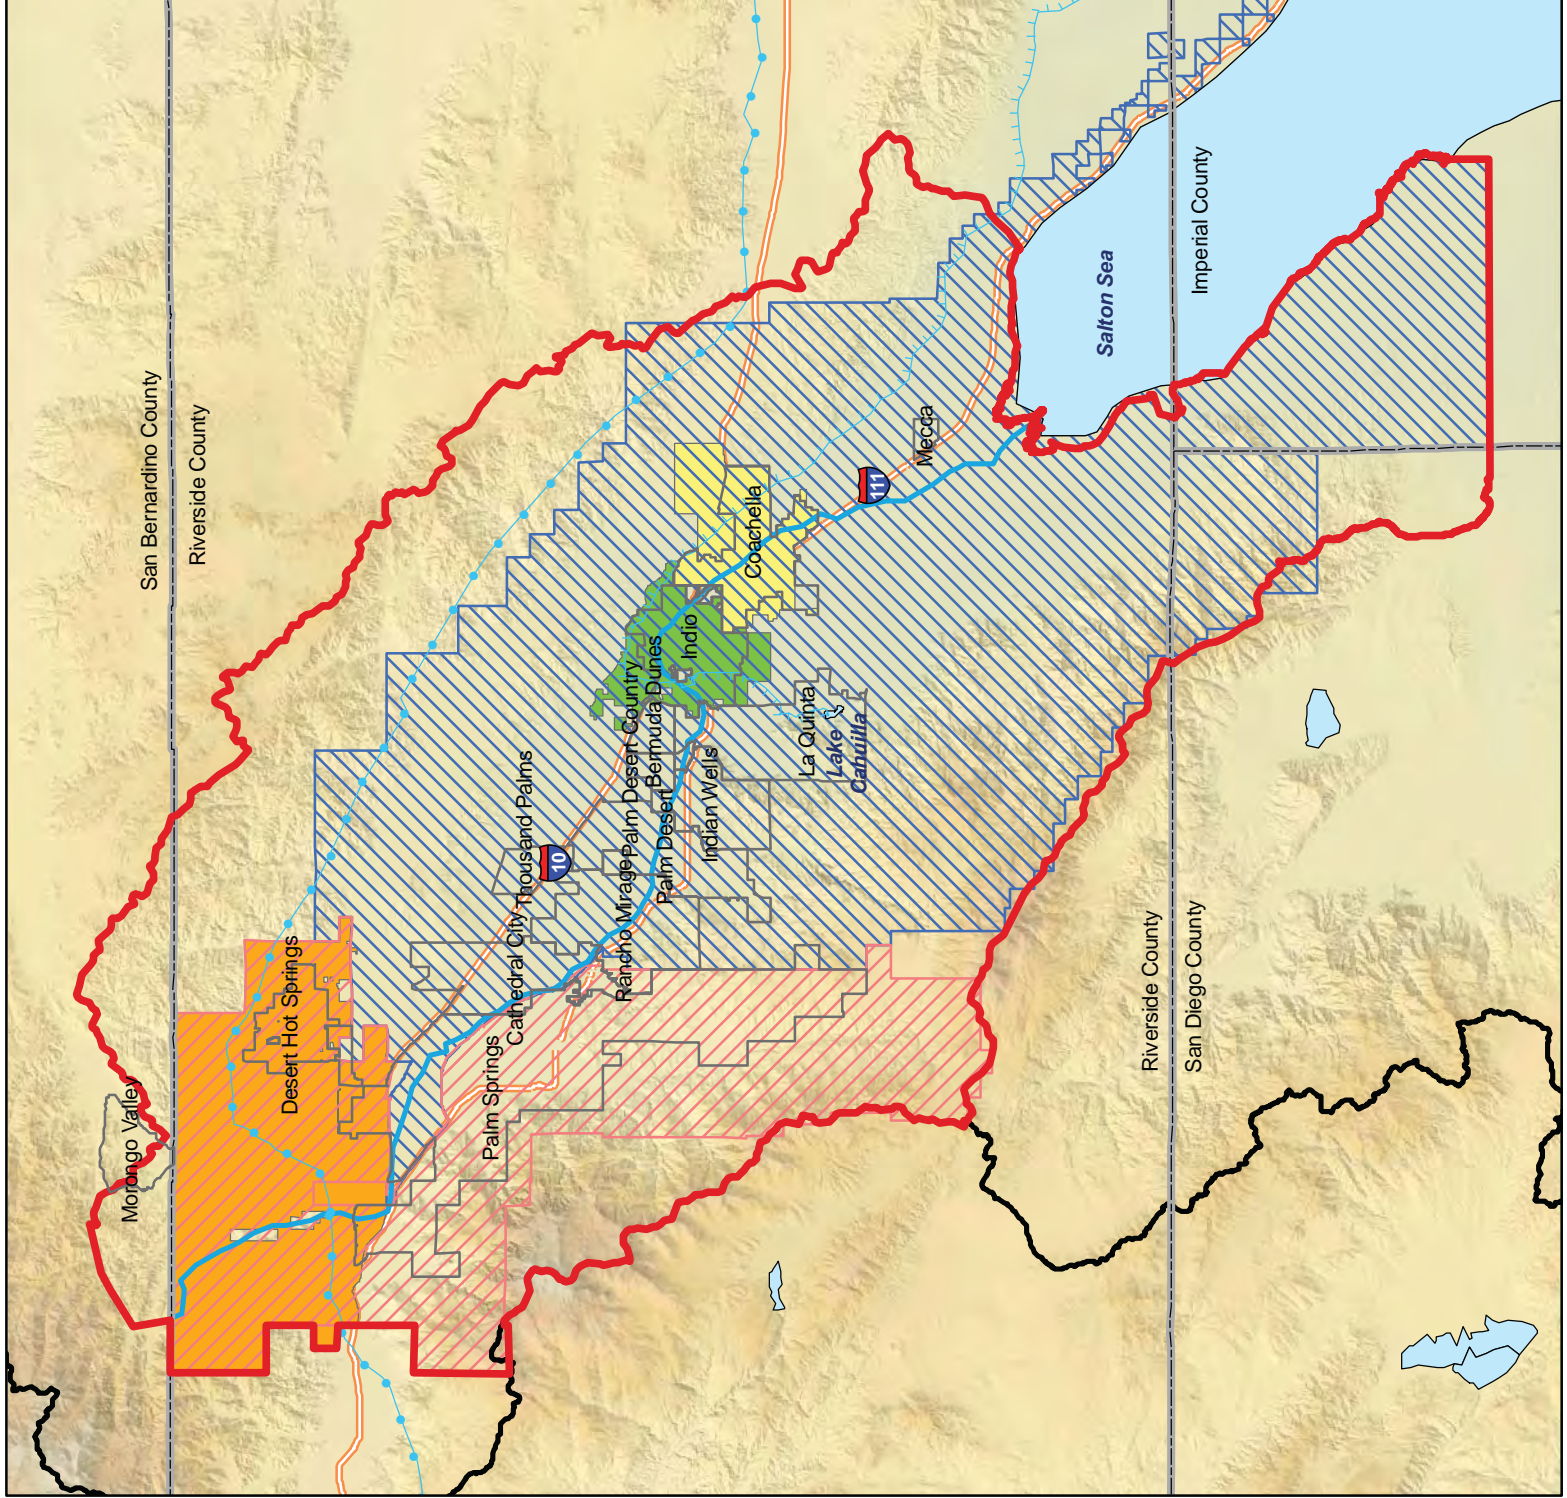 San Bernardino County
Riverside County
Morongo Valley
Desert Hot Springs
Palm Springs
Cathedral City
Thousand Palms
10
Rancho Mirage
Palm Desert Country
Bermuda Dunes
Palm Desert
Indio
Indian Wells
Coachella
La Quinta
Lake
Cahuilla
111
Mecca
Salton Sea
Riverside County
San Diego County
Imperial County